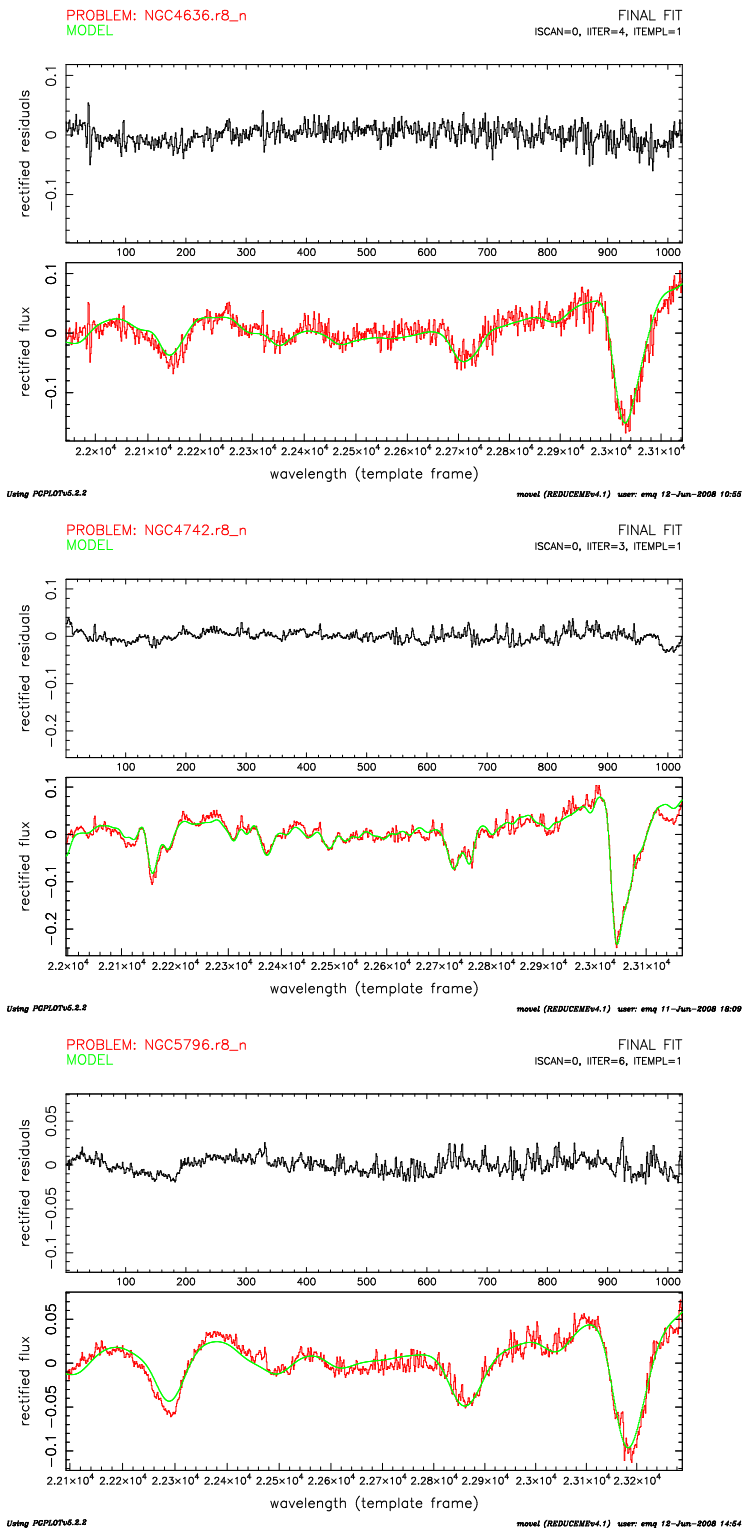 PROBLEM: NGC4636.r8_n FINAL FIT
MODEL ISCAN=0, IITER=4, ITEMPL=1
rectified residuals
0.1
0
−0.1
100 200 300 400 500 600 700 800 900 1000
rectified flux
0.1
0
−0.1
2.2×10⁴ 2.21×10⁴ 2.22×10⁴ 2.23×10⁴ 2.24×10⁴ 2.25×10⁴ 2.26×10⁴ 2.27×10⁴ 2.28×10⁴ 2.29×10⁴ 2.3×10⁴ 2.31×10⁴
wavelength (template frame)
Using PGPLOTv5.2.2 movel (REDUCEMEv4.1) user: emq 12-Jun-2008 10:55
PROBLEM: NGC4742.r8_n FINAL FIT
MODEL ISCAN=0, IITER=3, ITEMPL=1
rectified residuals
0.1
0
−0.1
−0.2
100 200 300 400 500 600 700 800 900 1000
rectified flux
0.1
0
−0.1
−0.2
2.2×10⁴ 2.21×10⁴ 2.22×10⁴ 2.23×10⁴ 2.24×10⁴ 2.25×10⁴ 2.26×10⁴ 2.27×10⁴ 2.28×10⁴ 2.29×10⁴ 2.3×10⁴ 2.31×10⁴
wavelength (template frame)
Using PGPLOTv5.2.2 movel (REDUCEMEv4.1) user: emq 11-Jun-2008 18:09
PROBLEM: NGC5796.r8_n FINAL FIT
MODEL ISCAN=0, IITER=6, ITEMPL=1
rectified residuals
0.05
0
−0.05
−0.1
100 200 300 400 500 600 700 800 900 1000
rectified flux
0.05
0
−0.05
−0.1
2.21×10⁴ 2.22×10⁴ 2.23×10⁴ 2.24×10⁴ 2.25×10⁴ 2.26×10⁴ 2.27×10⁴ 2.28×10⁴ 2.29×10⁴ 2.3×10⁴ 2.31×10⁴ 2.32×10⁴
wavelength (template frame)
Using PGPLOTv5.2.2 movel (REDUCEMEv4.1) user: emq 12-Jun-2008 14:54